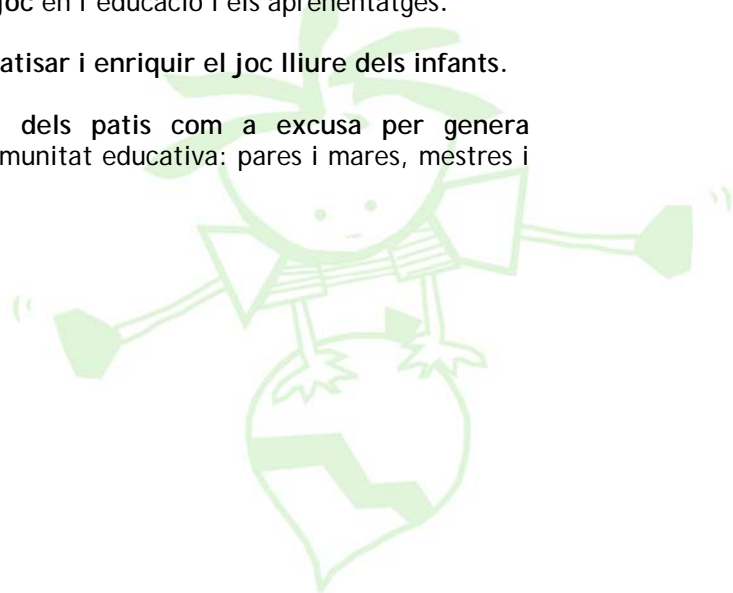 joc en l'educació i els aprenentatges.
atisar i enriquir el joc lliure dels infants.
dels patis com a excusa per genera
munitat educativa: pares i mares, mestres i